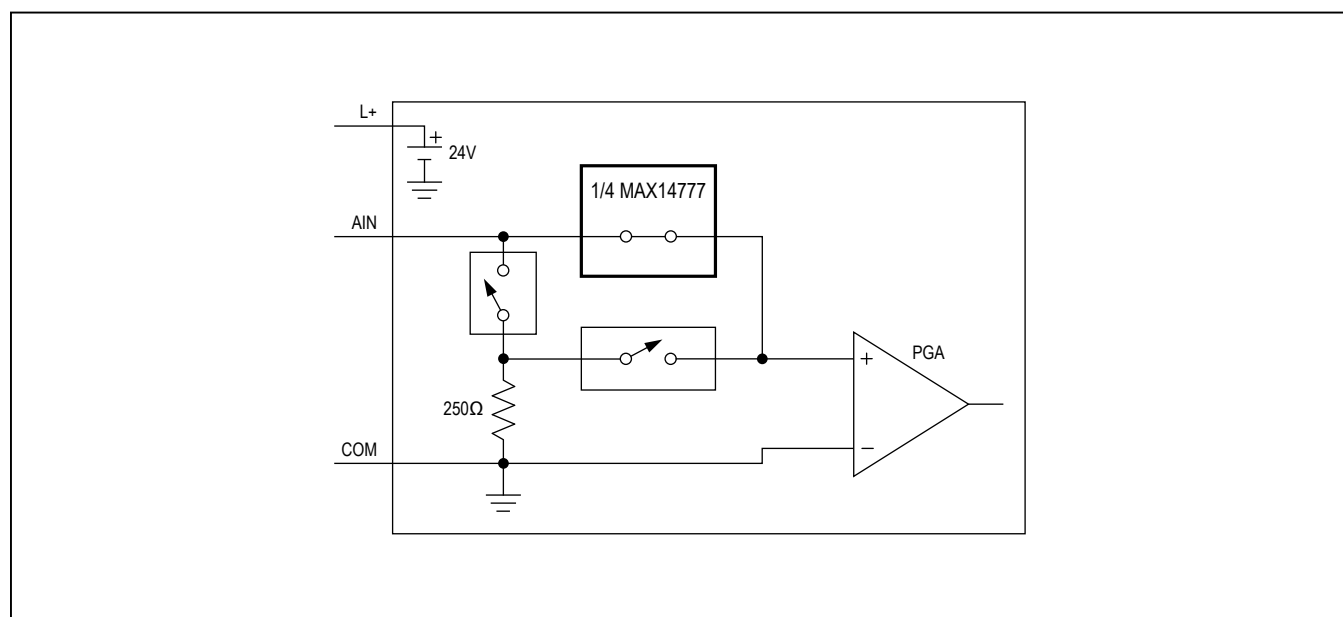 L+
+
24V
1/4 MAX14777
AIN
PGA
+
250Ω
COM
−